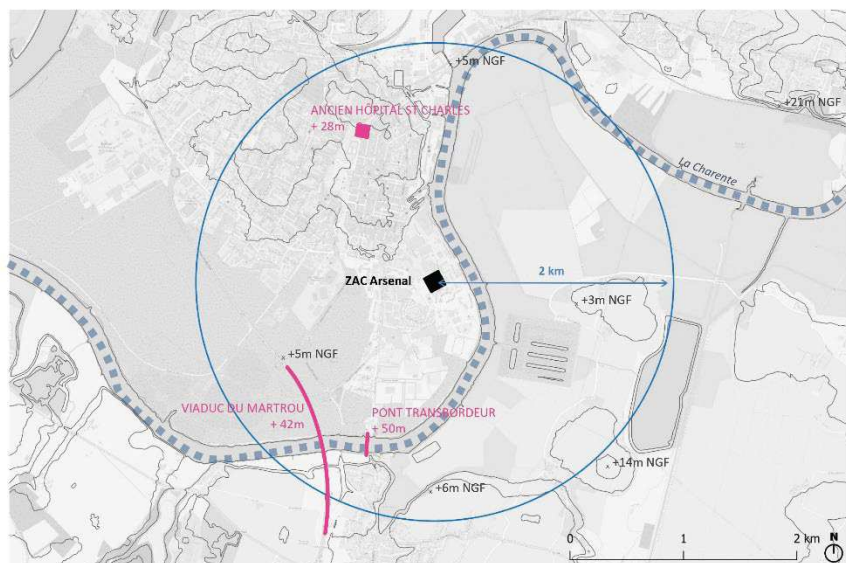 +5m NGF
+21m NGF
ANCIEN HÔPITAL ST CHARLES
+ 28m
La Charente
ZAC Arsenal
2 km
+3m NGF
+5m NGF
VIADUC DU MARTROU
+ 42m
PONT TRANSBORDEUR
+ 50m
+14m NGF
+6m NGF
0 1 2 km
N